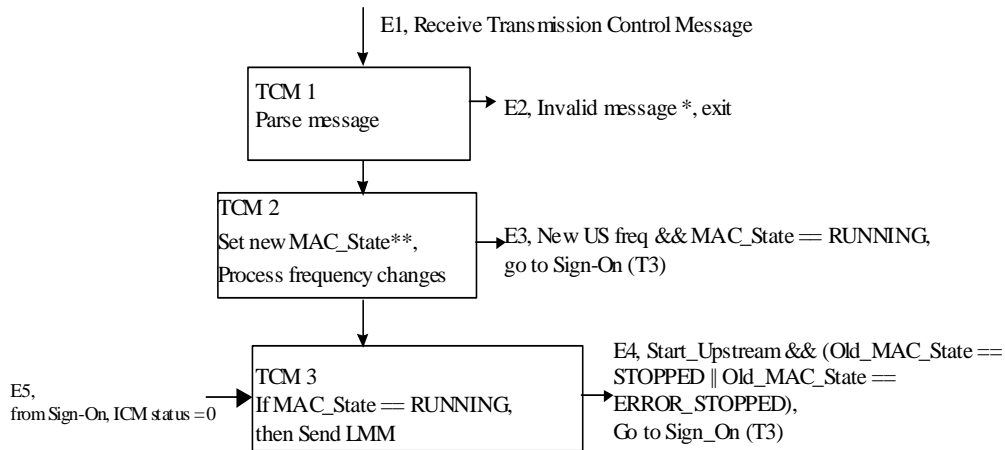 E1, Receive Transmission Control Message
TCM 1
Parse message
E2, Invalid message *, exit
TCM 2
Set new MAC_State**,
Process frequency changes
E3, New US freq && MAC_State == RUNNING,
go to Sign-On (T3)
E5,
from Sign-On, ICM status = 0
TCM 3
If MAC_State == RUNNING,
then Send LMM
E4, Start_Upstream && (Old_MAC_State ==
STOPPED || Old_MAC_State ==
ERROR_STOPPED),
Go to Sign_On (T3)